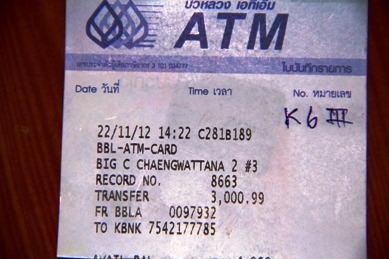 บัวหลวง เอทีเอ็ม
ATM
ใบบันทึกรายการ
Date วันที่ Time เวลา No. หมายเลข
K6 III
22/11/12 14:22 C281B189
BBL-ATM-CARD
BIG C CHAENGWATTANA 2 #3
RECORD NO. 8663
TRANSFER 3,000.99
FR BBLA 0097932
TO KBNK 7542177785